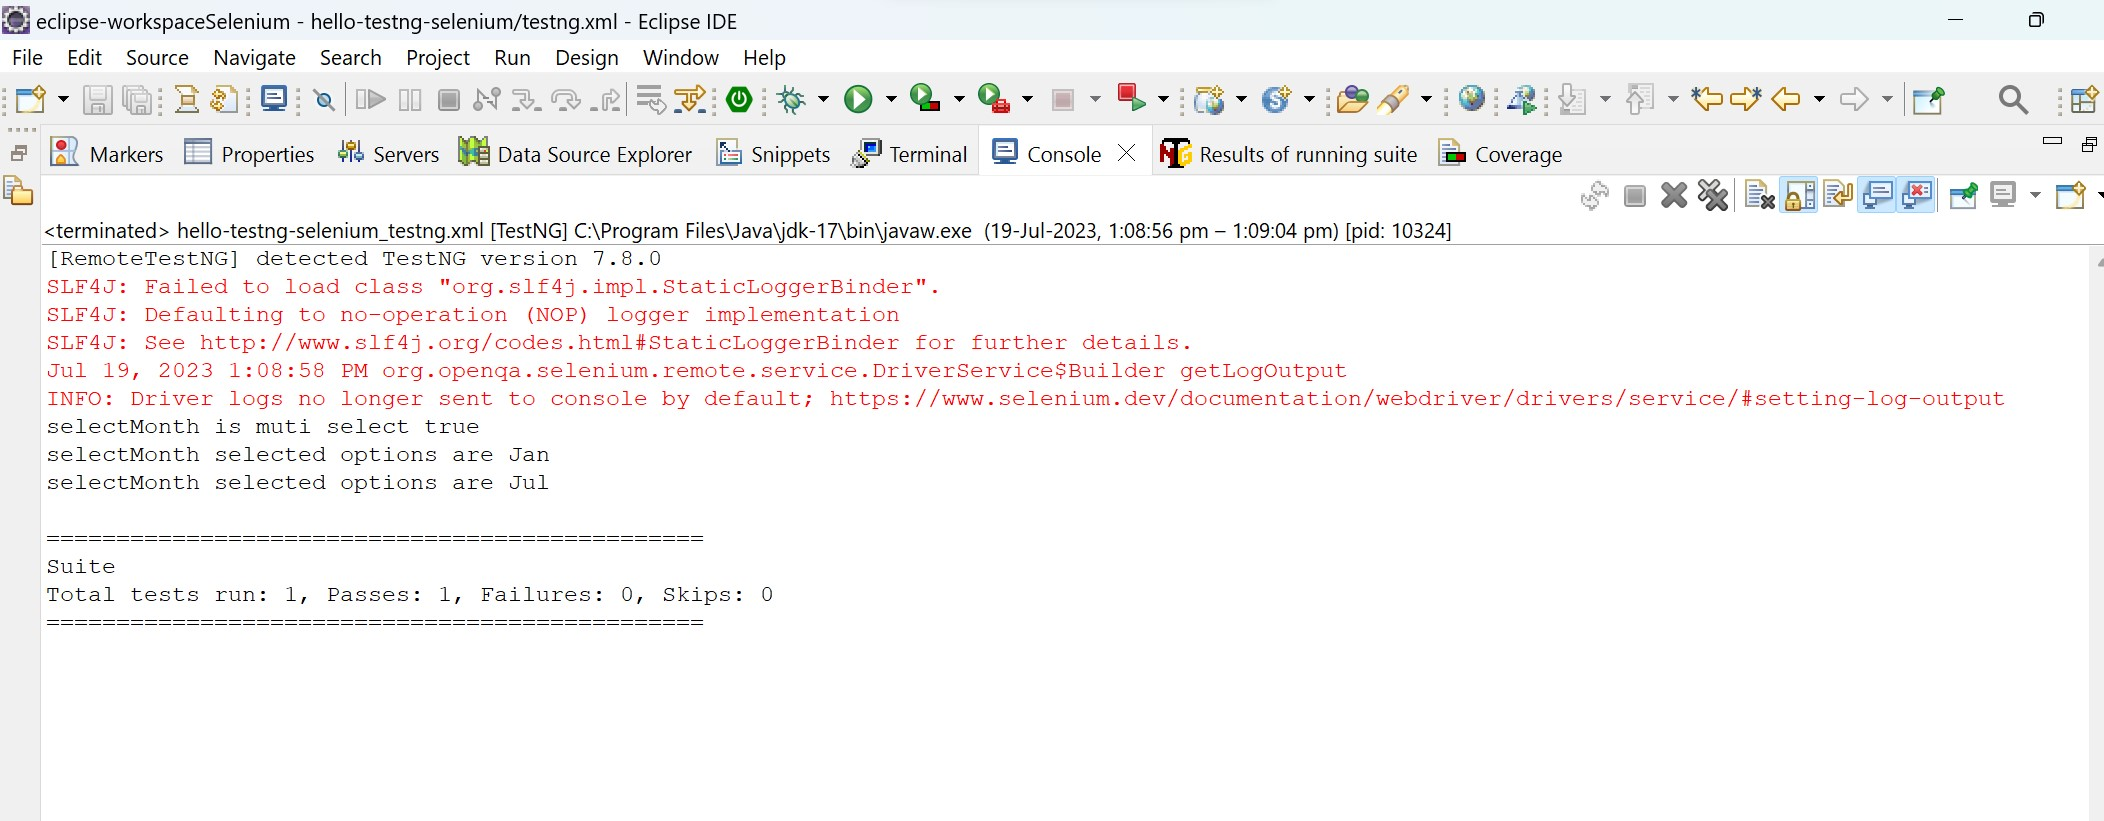 eclipse-workspaceSelenium - hello-testng-selenium/testng.xml - Eclipse IDE
File Edit Source Navigate Search Project Run Design Window Help
Markers Properties Servers Data Source Explorer Snippets Terminal Console Results of running suite Coverage
<terminated> hello-testng-selenium_testng.xml [TestNG] C:\Program Files\Java\jdk-17\bin\javaw.exe (19-Jul-2023, 1:08:56 pm – 1:09:04 pm) [pid: 10324]
[RemoteTestNG] detected TestNG version 7.8.0
SLF4J: Failed to load class "org.slf4j.impl.StaticLoggerBinder".
SLF4J: Defaulting to no-operation (NOP) logger implementation
SLF4J: See http://www.slf4j.org/codes.html#StaticLoggerBinder for further details.
Jul 19, 2023 1:08:58 PM org.openqa.selenium.remote.service.DriverService$Builder getLogOutput
INFO: Driver logs no longer sent to console by default; https://www.selenium.dev/documentation/webdriver/drivers/service/#setting-log-output
selectMonth is muti select true
selectMonth selected options are Jan
selectMonth selected options are Jul
===============================================
Suite
Total tests run: 1, Passes: 1, Failures: 0, Skips: 0
===============================================